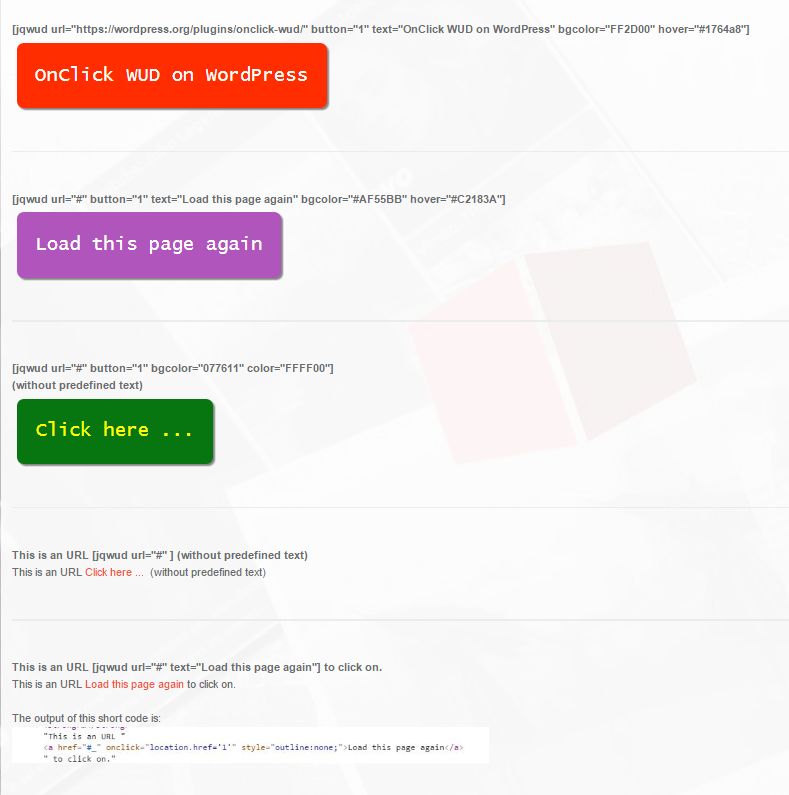 [jqwud url="https://wordpress.org/plugins/onclick-wud/" button="1" text="OnClick WUD on WordPress" bgcolor="FF2D00" hover="#1764a8"]
OnClick WUD on WordPress
[jqwud url="#" button="1" text="Load this page again" bgcolor="#AF55BB" hover="#C2183A"]
Load this page again
[jqwud url="#" button="1" bgcolor="077611" color="FFFF00"]
(without predefined text)
Click here ...
This is an URL [jqwud url="#" ] (without predefined text)
This is an URL Click here ... (without predefined text)
This is an URL [jqwud url="#" text="Load this page again"] to click on.
This is an URL Load this page again to click on.
The output of this short code is:
"This is an URL "
<a href="#_" onclick="location.href='1'" style="outline:none;">Load this page again</a>
" to click on."